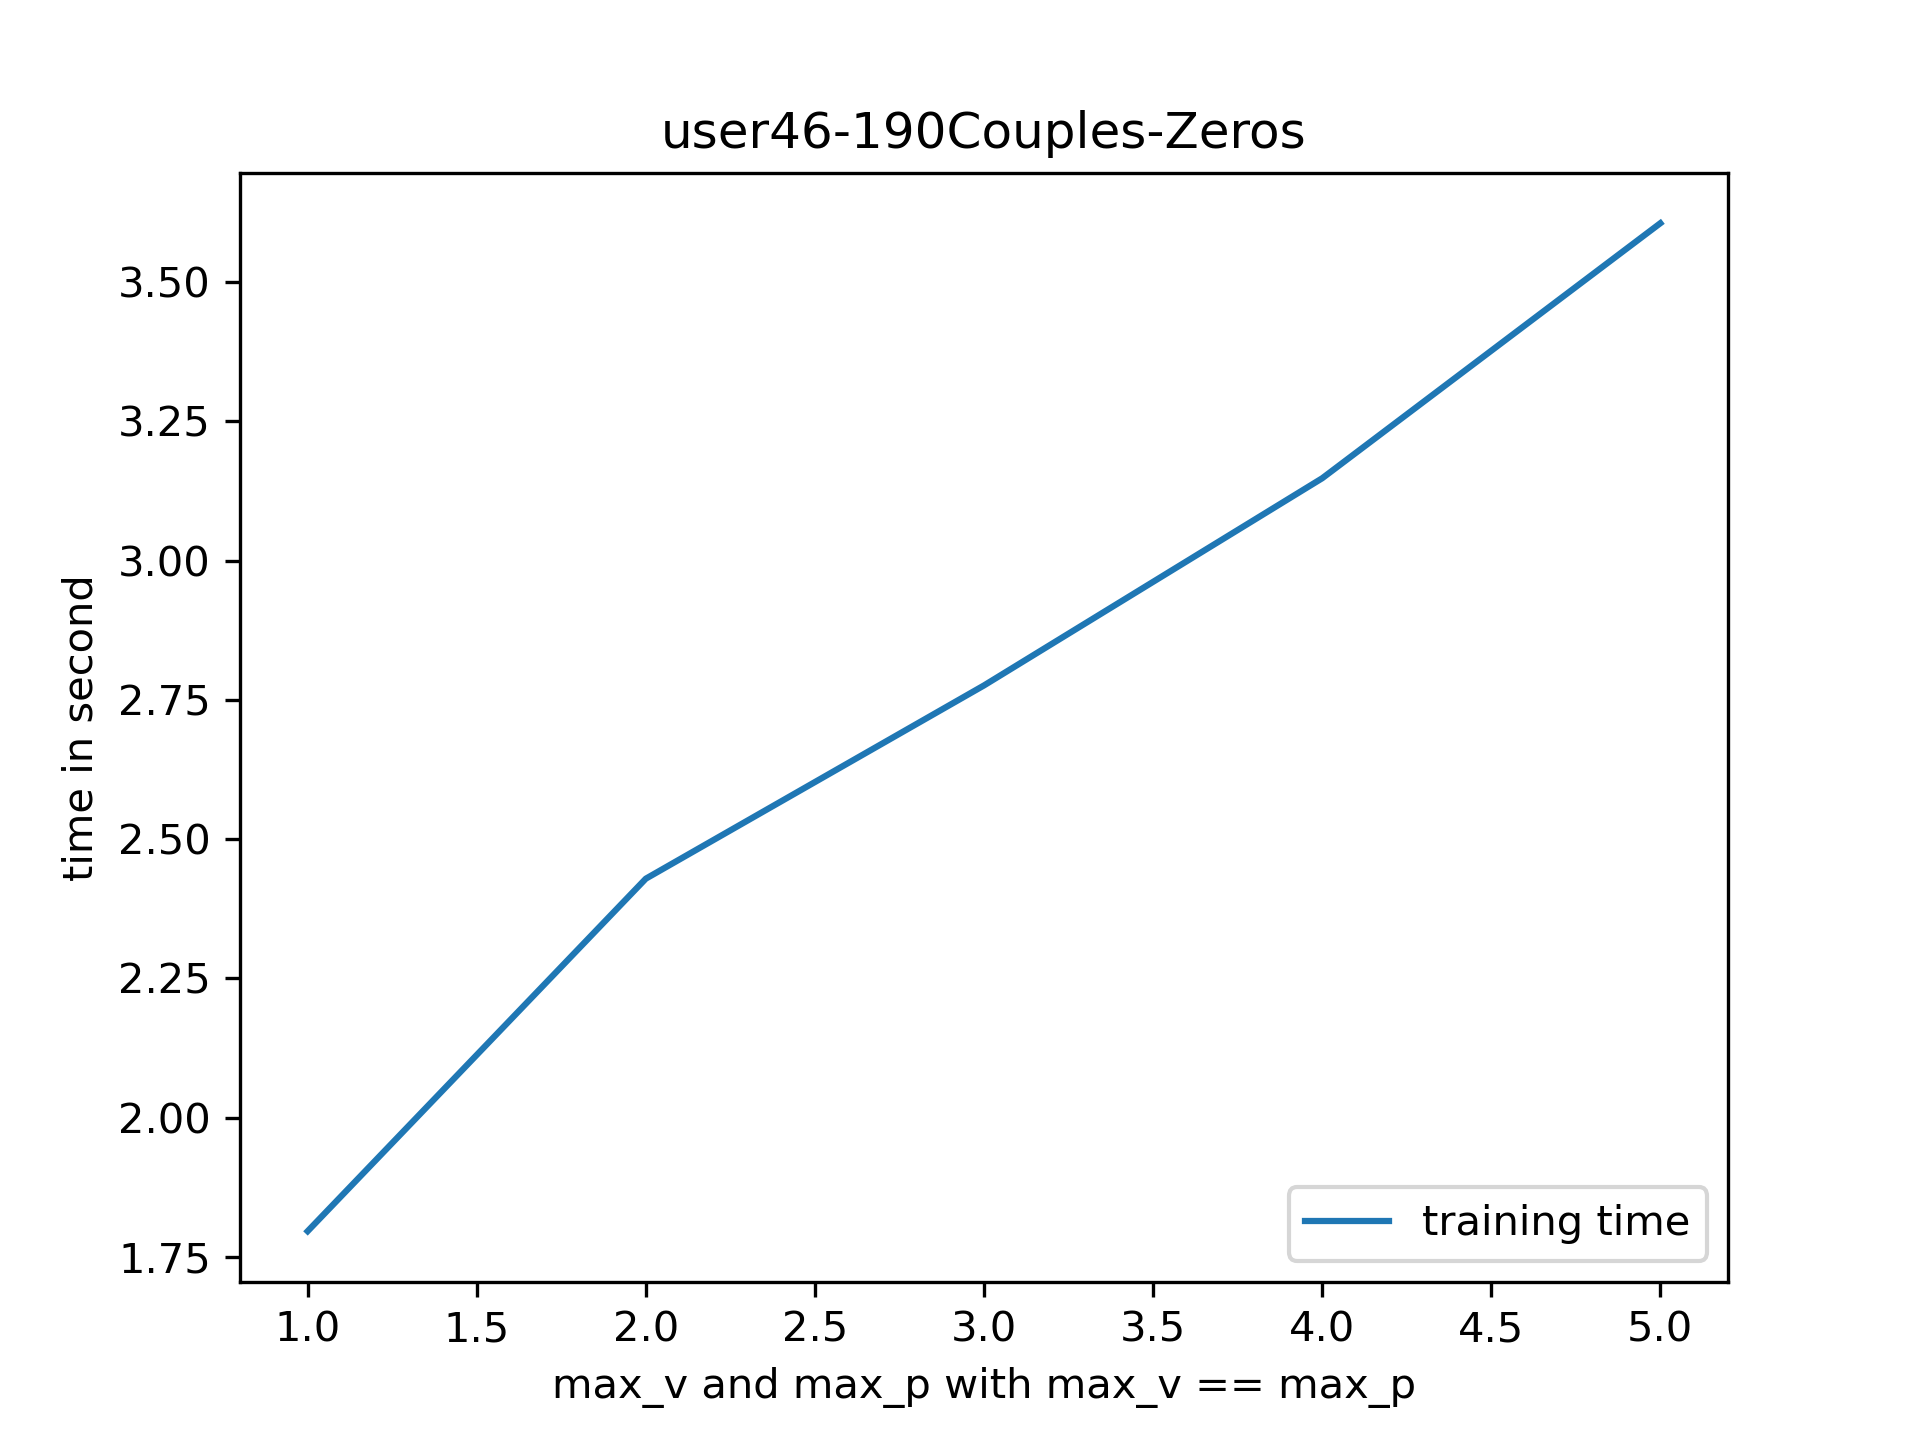 user46-190Couples-Zeros
time in second
3.50
3.25
3.00
2.75
2.50
2.25
2.00
1.75
training time
1.0 1.5 2.0 2.5 3.0 3.5 4.0 4.5 5.0
max_v and max_p with max_v == max_p